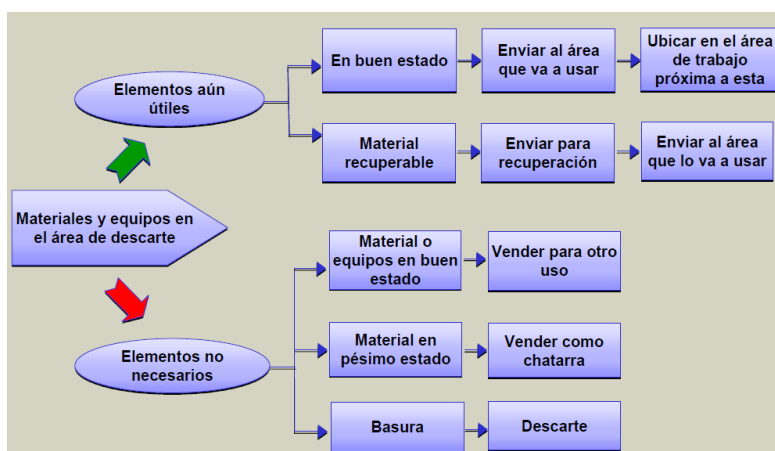 Materiales y equipos en
el área de descarte
Elementos aún
útiles
En buen estado
Enviar al área
que va a usar
Ubicar en el área
de trabajo
próxima a esta
Material
recuperable
Enviar para
recuperación
Enviar al área
que lo va a usar
Elementos no
necesarios
Material o
equipos en buen
estado
Vender para otro
uso
Material en
pésimo estado
Vender como
chatarra
Basura
Descarte